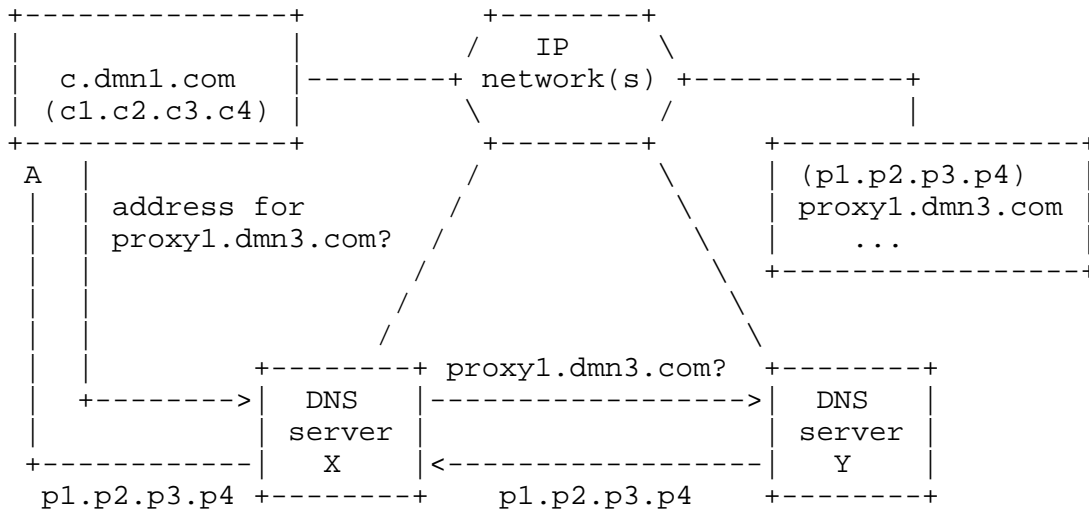 IP
c.dmn1.com
network(s)
(c1.c2.c3.c4)
A
(p1.p2.p3.p4)
address for
proxy1.dmn3.com
proxy1.dmn3.com?
...
proxy1.dmn3.com?
DNS
DNS
server
server
X
Y
p1.p2.p3.p4
p1.p2.p3.p4